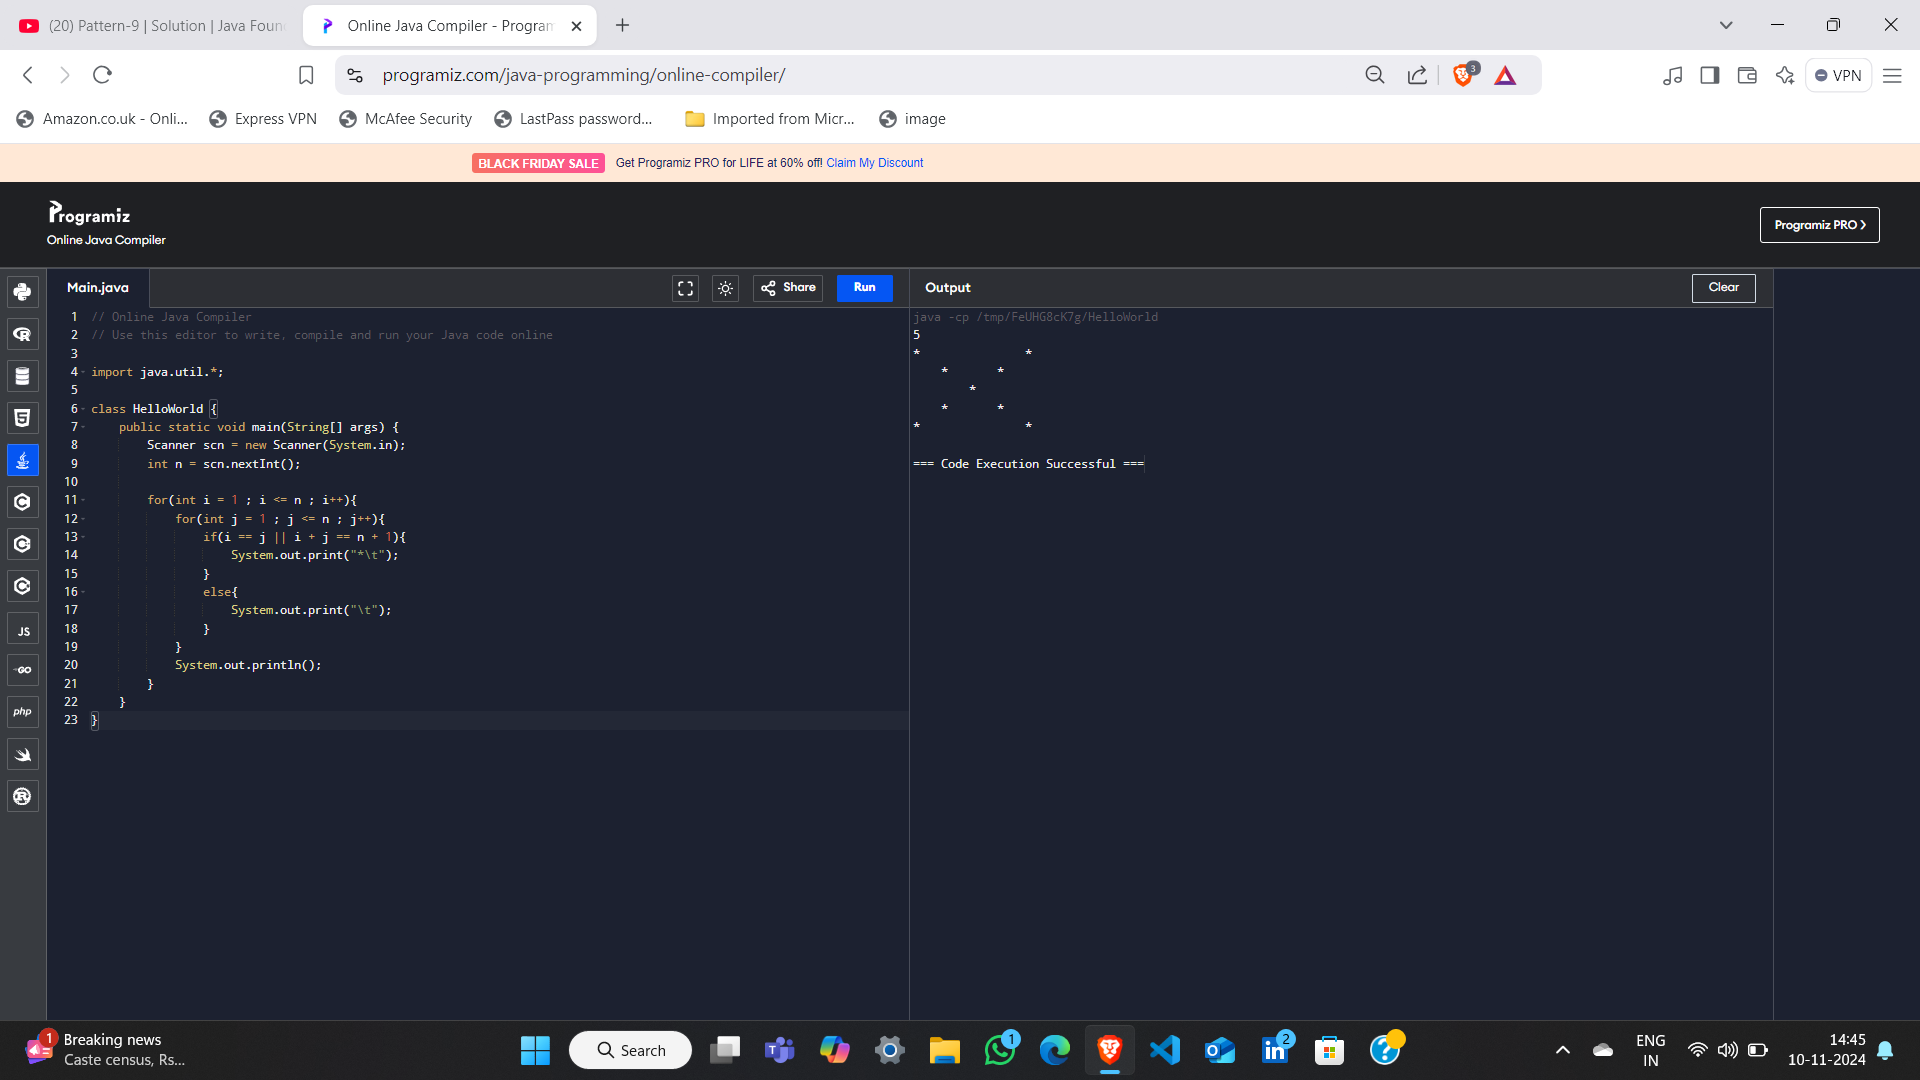 (20) Pattern-9 | Solution | Java Foun
Online Java Compiler - Program
programiz.com/java-programming/online-compiler/
3
VPN
Amazon.co.uk - Onli...
Express VPN
McAfee Security
LastPass password...
Imported from Micr...
image
BLACK FRIDAY SALE Get Programiz PRO for LIFE at 60% off! Claim My Discount
Programiz
Online Java Compiler
Programiz PRO >
Main.java
Share
Run
Output
Clear
1 // Online Java Compiler
2 // Use this editor to write, compile and run your Java code online
3
4 import java.util.*;
5
6 class HelloWorld {
7     public static void main(String[] args) {
8         Scanner scn = new Scanner(System.in);
9         int n = scn.nextInt();
10
11         for(int i = 1 ; i <= n ; i++){
12             for(int j = 1 ; j <= n ; j++){
13                 if(i == j || i + j == n + 1){
14                     System.out.print("*\t");
15                 }
16                 else{
17                     System.out.print("\t");
18                 }
19             }
20             System.out.println();
21         }
22     }
23 }
java -cp /tmp/FeUHG8cK7g/HelloWorld
5
*               *
    *       *
        *
    *       *
*               *
=== Code Execution Successful ===
JS
GO
php
1
Breaking news
Caste census, Rs...
Search
1
2
ENG
IN
14:45
10-11-2024